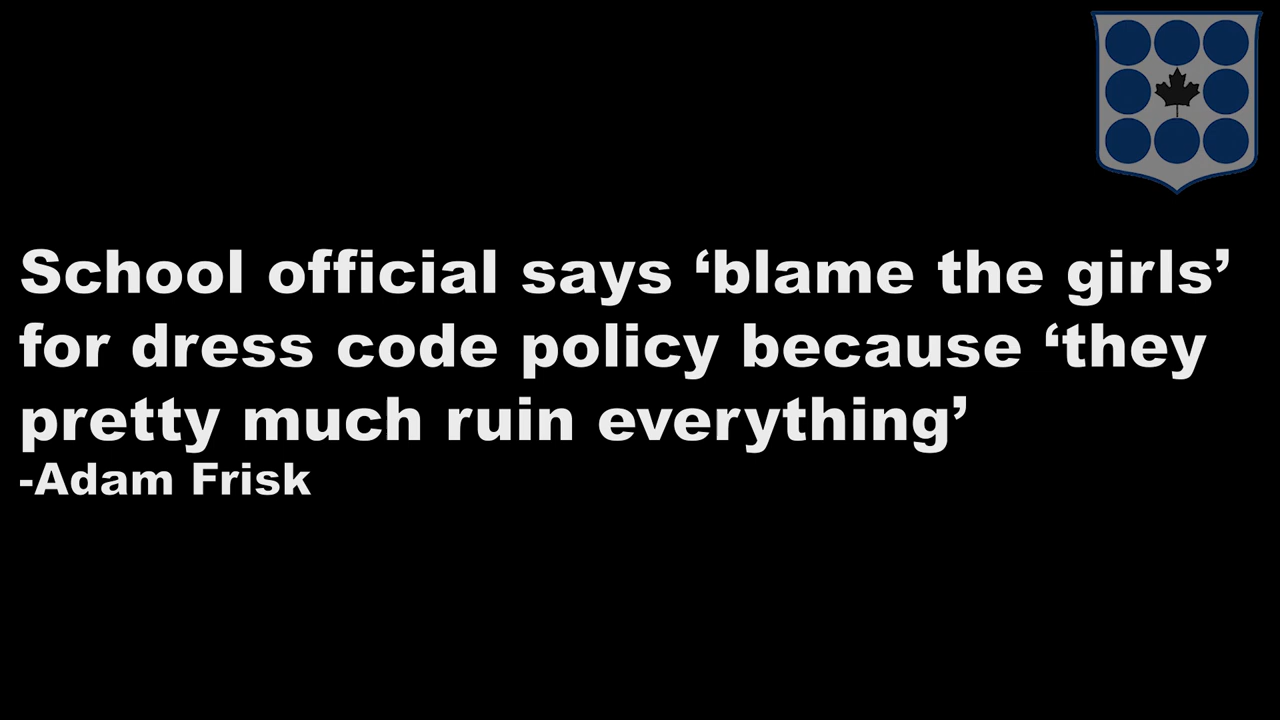 School official says ‘blame the girls’
for dress code policy because ‘they
pretty much ruin everything’
-Adam Frisk